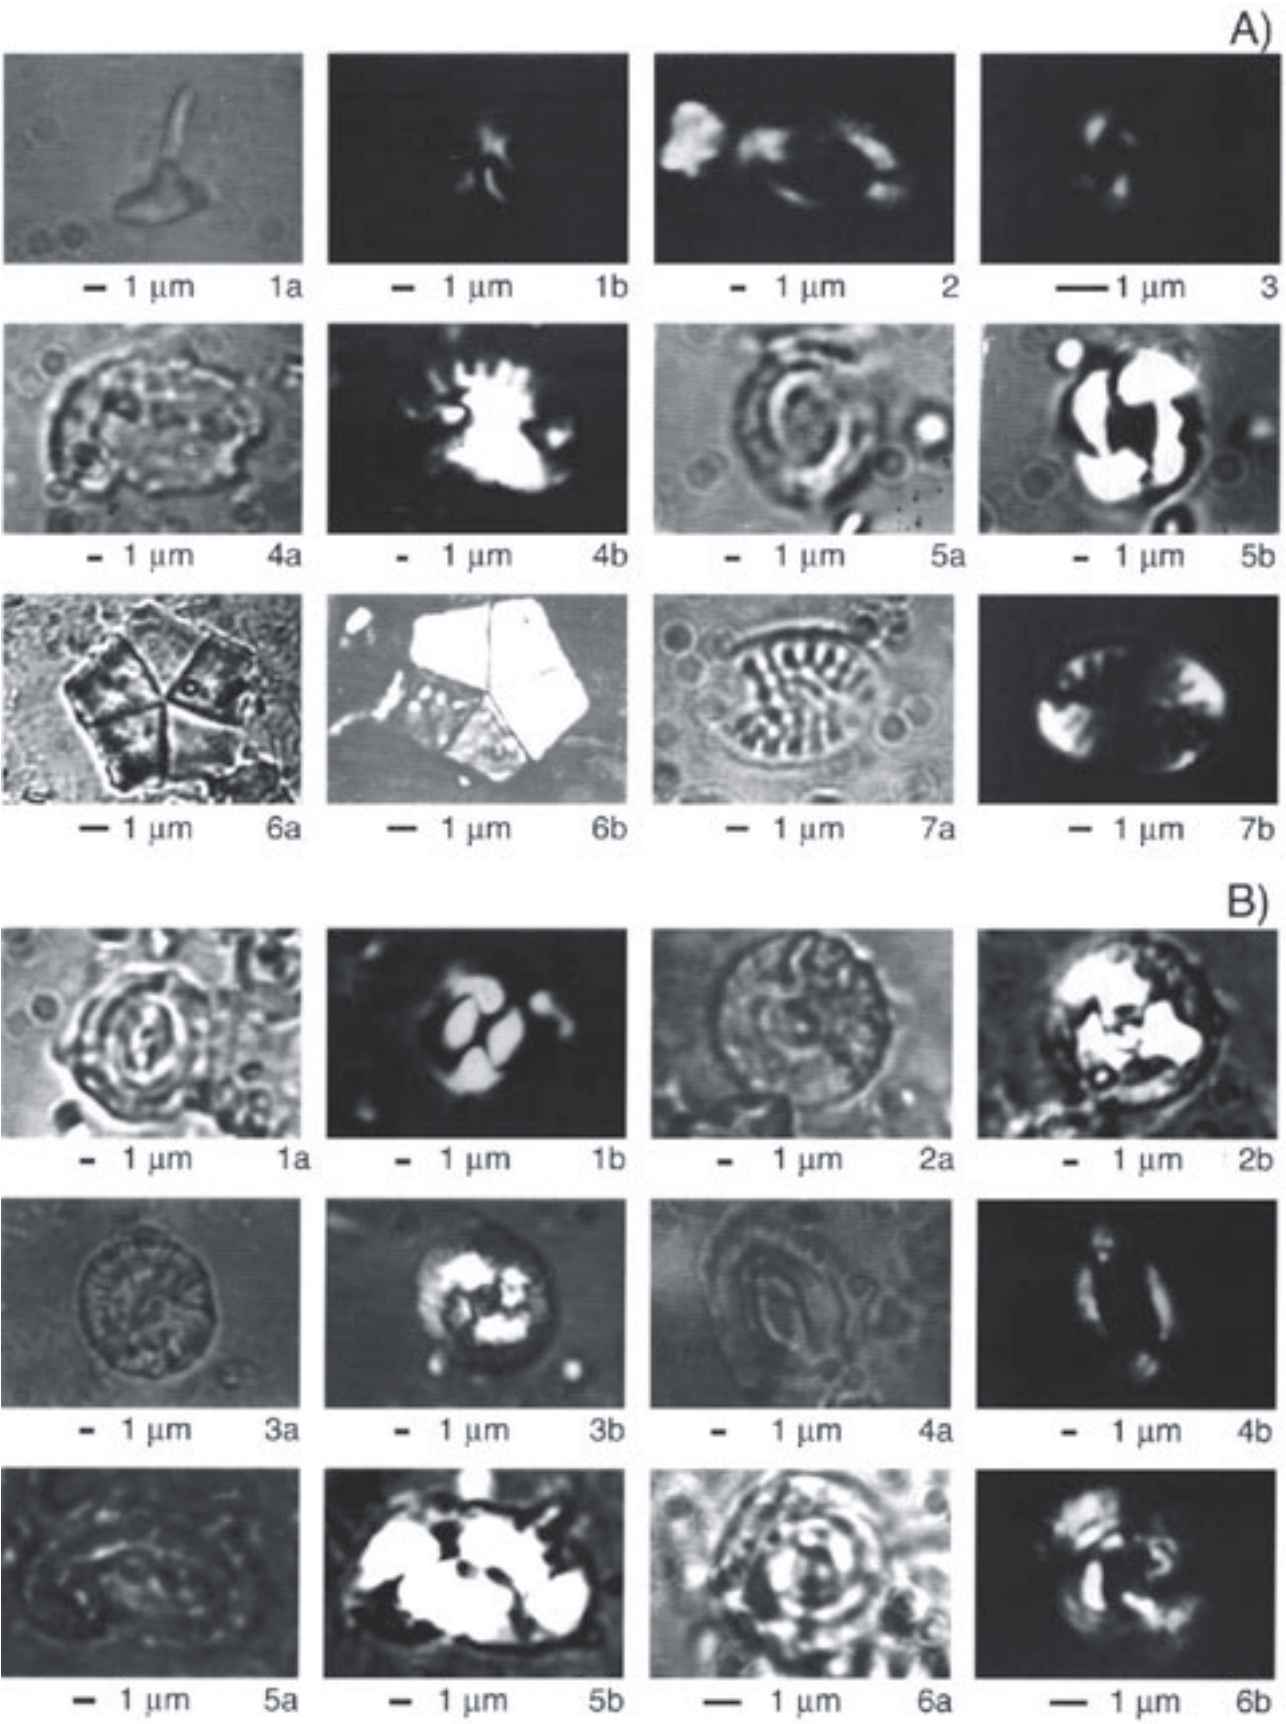 A)
1 µm 1a
1 µm 1b
1 µm 2
1 µm 3
1 µm 4a
1 µm 4b
1 µm 5a
1 µm 5b
1 µm 6a
1 µm 6b
1 µm 7a
1 µm 7b
B)
1 µm 1a
1 µm 1b
1 µm 2a
1 µm 2b
1 µm 3a
1 µm 3b
1 µm 4a
1 µm 4b
1 µm 5a
1 µm 5b
1 µm 6a
1 µm 6b